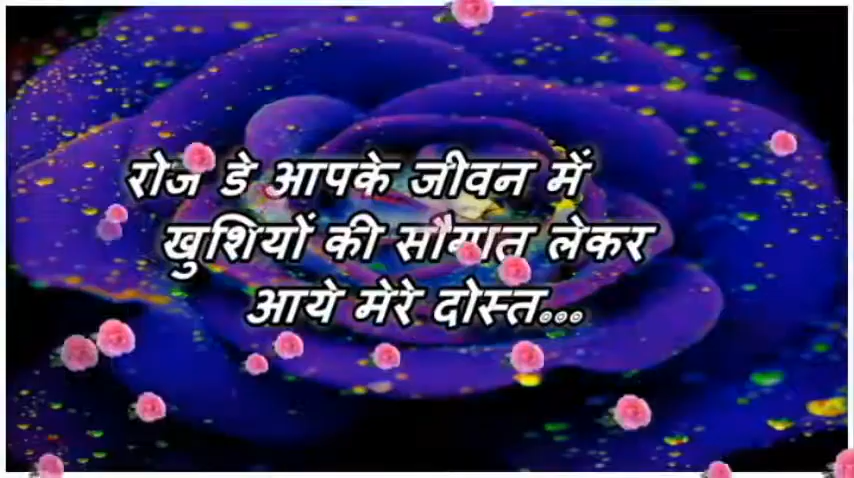 रोज डे आपके जीवन में
खुशियों की सौगात लेकर
आये मेरे दोस्त...